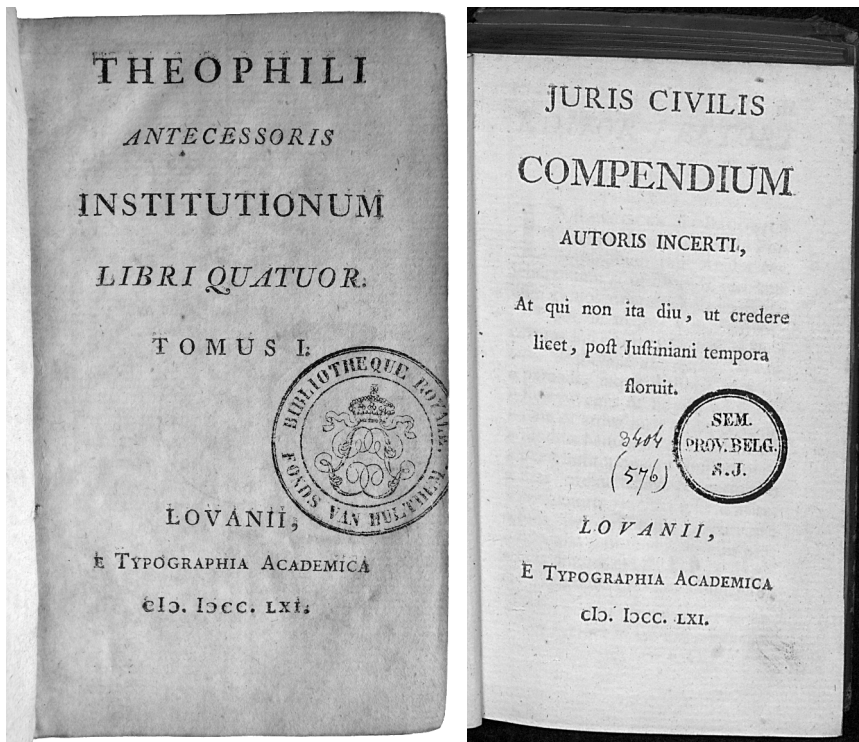 THEOPHILI
ANTECESSORIS
INSTITUTIONUM
LIBRI QUATUOR.
TOMUS I.
BIBLIOTHEQUE ROYALE.
FONDS VAN HULTHEM
LOVANII,
E TYPOGRAPHIA ACADEMICA
cIↃ. IↃcc. LXI.
JURIS CIVILIS
COMPENDIUM
AUTORIS INCERTI,
At qui non ita diu, ut credere
licet, poſt Juſtiniani tempora
floruit.
3404
(576)
SEM.
PROV. BELG.
S. J.
LOVANII,
E TYPOGRAPHIA ACADEMICA
cIↃ. IↃcc. LXI.